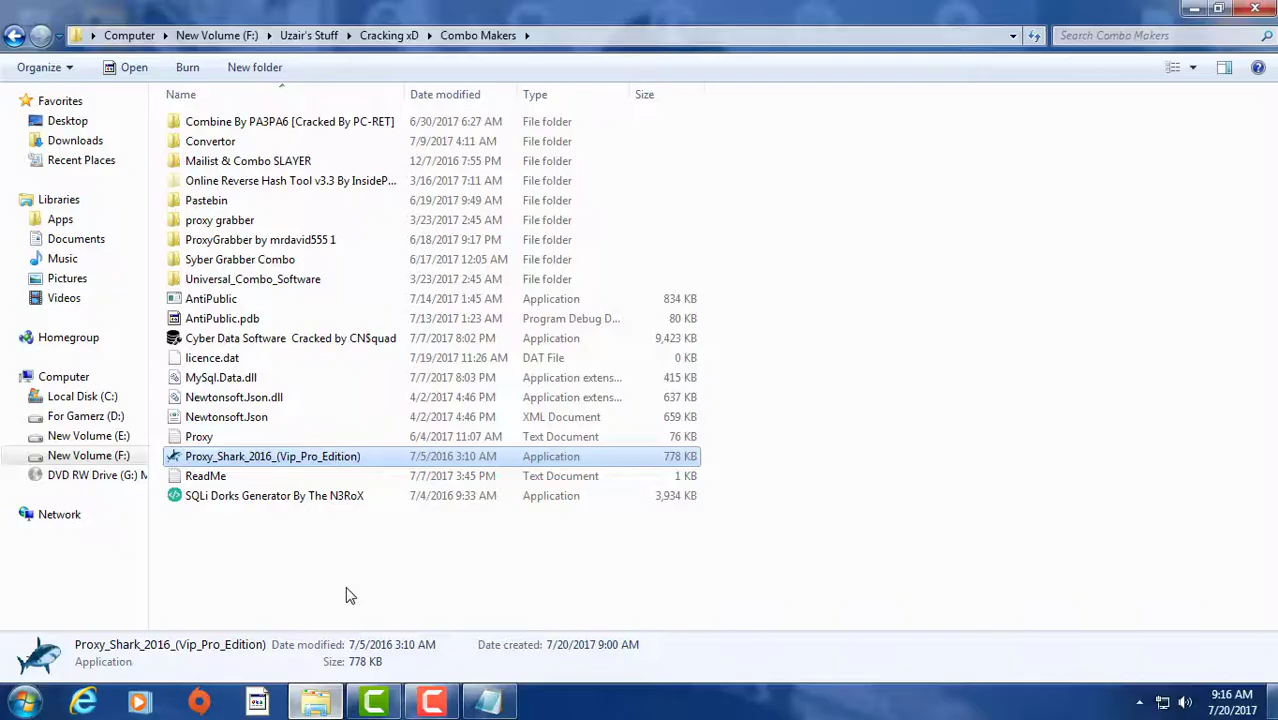 Computer New Volume (F:) Uzair's Stuff Cracking xD Combo Makers Search Combo Makers
Organize Open Burn New folder
Name Date modified Type Size
Favorites
Desktop
Downloads
Recent Places
Libraries
Apps
Documents
Music
Pictures
Videos
Homegroup
Computer
Local Disk (C:)
For Gamerz (D:)
New Volume (E:)
New Volume (F:)
DVD RW Drive (G:) M
Network
Combine By PA3PA6 [Cracked By PC-RET] 6/30/2017 6:27 AM File folder
Convertor 7/9/2017 4:11 AM File folder
Mailist & Combo SLAYER 12/7/2016 7:55 PM File folder
Online Reverse Hash Tool v3.3 By InsideP... 3/16/2017 7:11 AM File folder
Pastebin 6/19/2017 9:49 AM File folder
proxy grabber 3/23/2017 2:45 AM File folder
ProxyGrabber by mrdavid555 1 6/18/2017 9:17 PM File folder
Syber Grabber Combo 6/17/2017 12:05 AM File folder
Universal_Combo_Software 3/23/2017 2:45 AM File folder
AntiPublic 7/14/2017 1:45 AM Application 834 KB
AntiPublic.pdb 7/13/2017 1:23 AM Program Debug D... 80 KB
Cyber Data Software Cracked by CN$quad 7/7/2017 8:02 PM Application 9,423 KB
licence.dat 7/19/2017 11:26 AM DAT File 0 KB
MySql.Data.dll 7/7/2017 8:03 PM Application extens... 415 KB
Newtonsoft.Json.dll 4/2/2017 4:46 PM Application extens... 637 KB
Newtonsoft.Json 4/2/2017 4:46 PM XML Document 659 KB
Proxy 6/4/2017 11:07 AM Text Document 76 KB
Proxy_Shark_2016_(Vip_Pro_Edition) 7/5/2016 3:10 AM Application 778 KB
ReadMe 7/7/2017 3:45 PM Text Document 1 KB
SQLi Dorks Generator By The N3RoX 7/4/2016 9:33 AM Application 3,934 KB
Proxy_Shark_2016_(Vip_Pro_Edition) Date modified: 7/5/2016 3:10 AM Date created: 7/20/2017 9:00 AM
Application Size: 778 KB
9:16 AM
7/20/2017